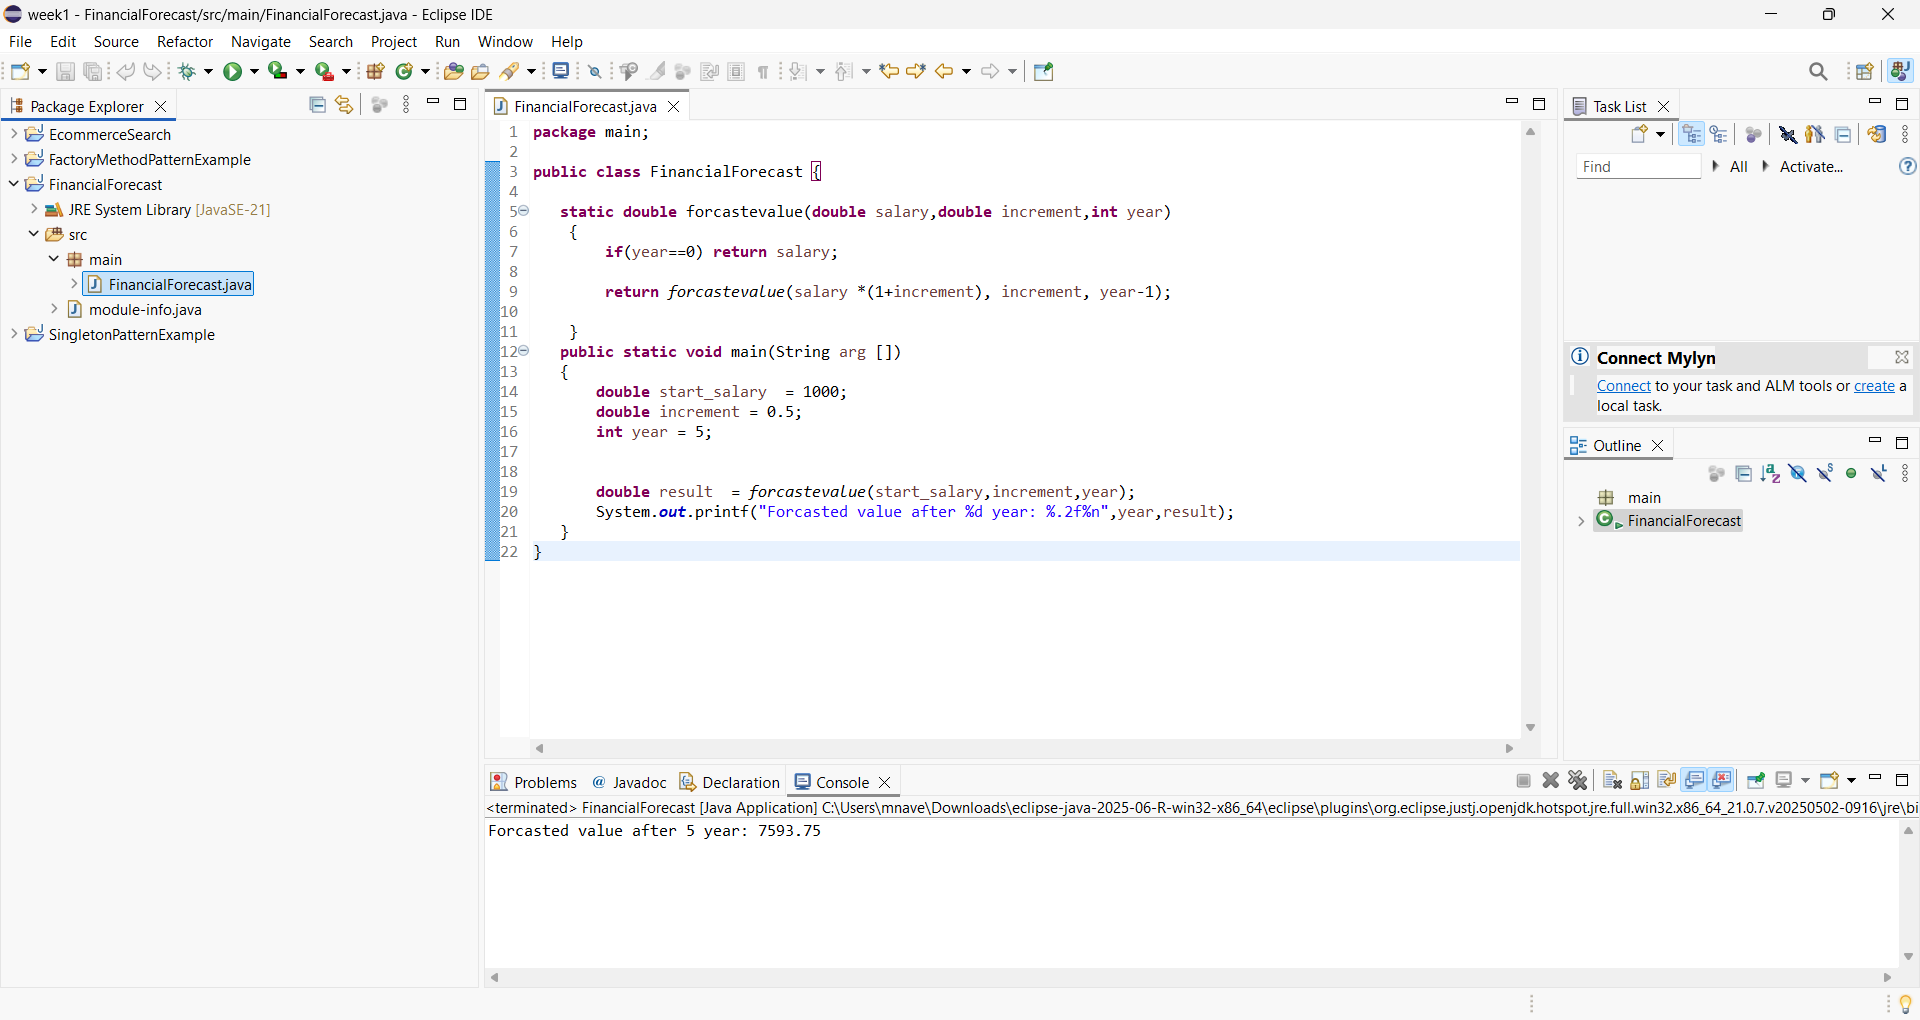 week1 - FinancialForecast/src/main/FinancialForecast.java - Eclipse IDE
File Edit Source Refactor Navigate Search Project Run Window Help
Package Explorer
EcommerceSearch
FactoryMethodPatternExample
FinancialForecast
JRE System Library [JavaSE-21]
src
main
FinancialForecast.java
module-info.java
SingletonPatternExample
FinancialForecast.java
1 package main;
2
3 public class FinancialForecast {
4
5 static double forcastevalue(double salary,double increment,int year)
6 {
7 if(year==0) return salary;
8
9 return forcastevalue(salary *(1+increment), increment, year-1);
10
11 }
12 public static void main(String arg [])
13 {
14 double start_salary  = 1000;
15 double increment = 0.5;
16 int year = 5;
17
18
19 double result  = forcastevalue(start_salary,increment,year);
20 System.out.printf("Forcasted value after %d year: %.2f%n",year,result);
21 }
22 }
Task List
Find All Activate...
Connect Mylyn
Connect to your task and ALM tools or create a
local task.
Outline
main
FinancialForecast
Problems Javadoc Declaration Console
<terminated> FinancialForecast [Java Application] C:\Users\mnave\Downloads\eclipse-java-2025-06-R-win32-x86_64\eclipse\plugins\org.eclipse.justj.openjdk.hotspot.jre.full.win32.x86_64_21.0.7.v20250502-0916\jre\bi
Forcasted value after 5 year: 7593.75